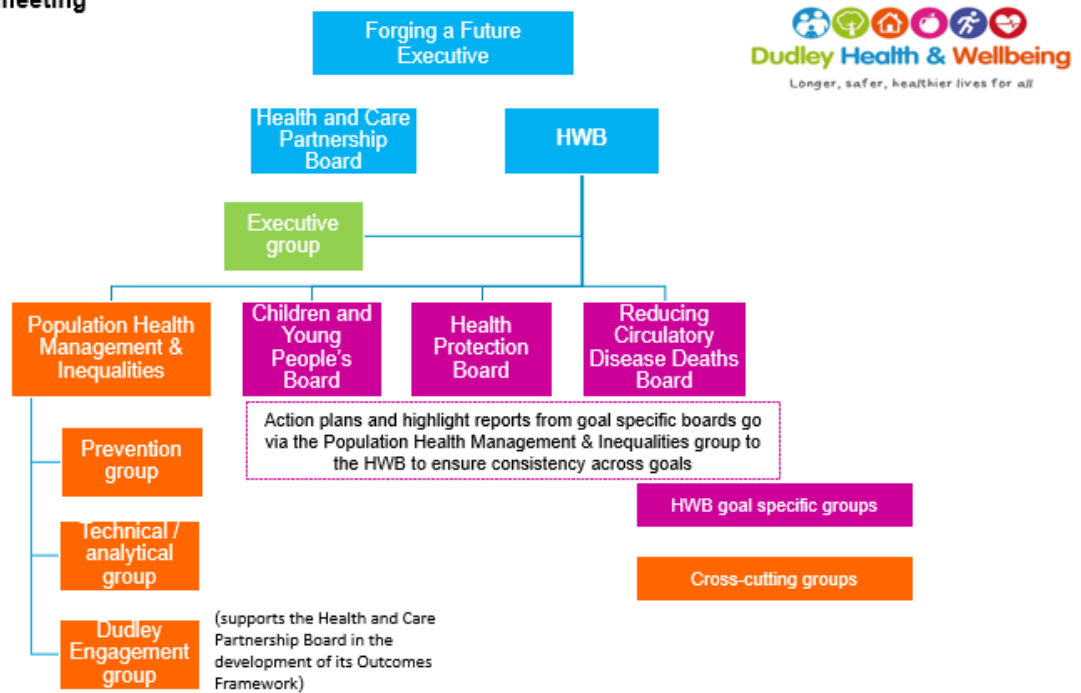 meeting
Forging a Future
Executive
Dudley Health & Wellbeing
Longer, safer, healthier lives for all
Health and Care
Partnership
Board
HWB
Executive
group
Population Health
Management &
Inequalities
Children and
Young
People's
Board
Health
Protection
Board
Reducing
Circulatory
Disease Deaths
Board
Action plans and highlight reports from goal specific boards go
via the Population Health Management & Inequalities group to
the HWB to ensure consistency across goals
Prevention
group
HWB goal specific groups
Technical /
analytical
group
Cross-cutting groups
Dudley
Engagement
group
(supports the Health and Care
Partnership Board in the
development of its Outcomes
Framework)